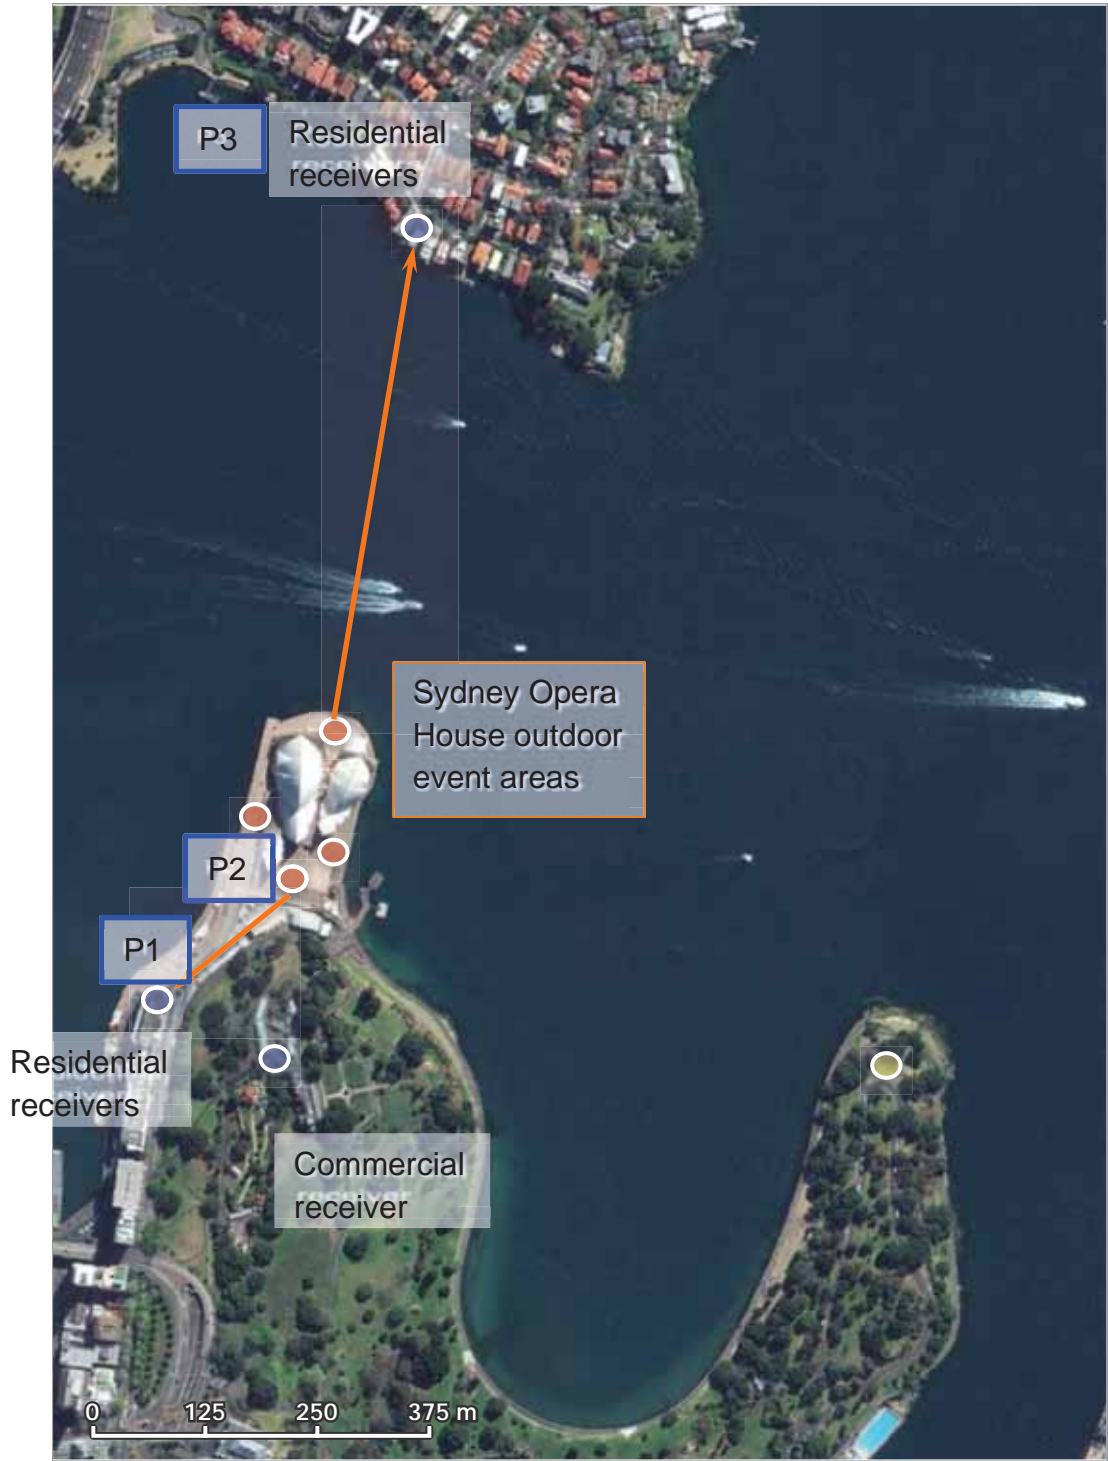 P3
Residential
receivers
Sydney Opera
House outdoor
event areas
P2
P1
Residential
receivers
Commercial
receiver
0 125 250 375 m